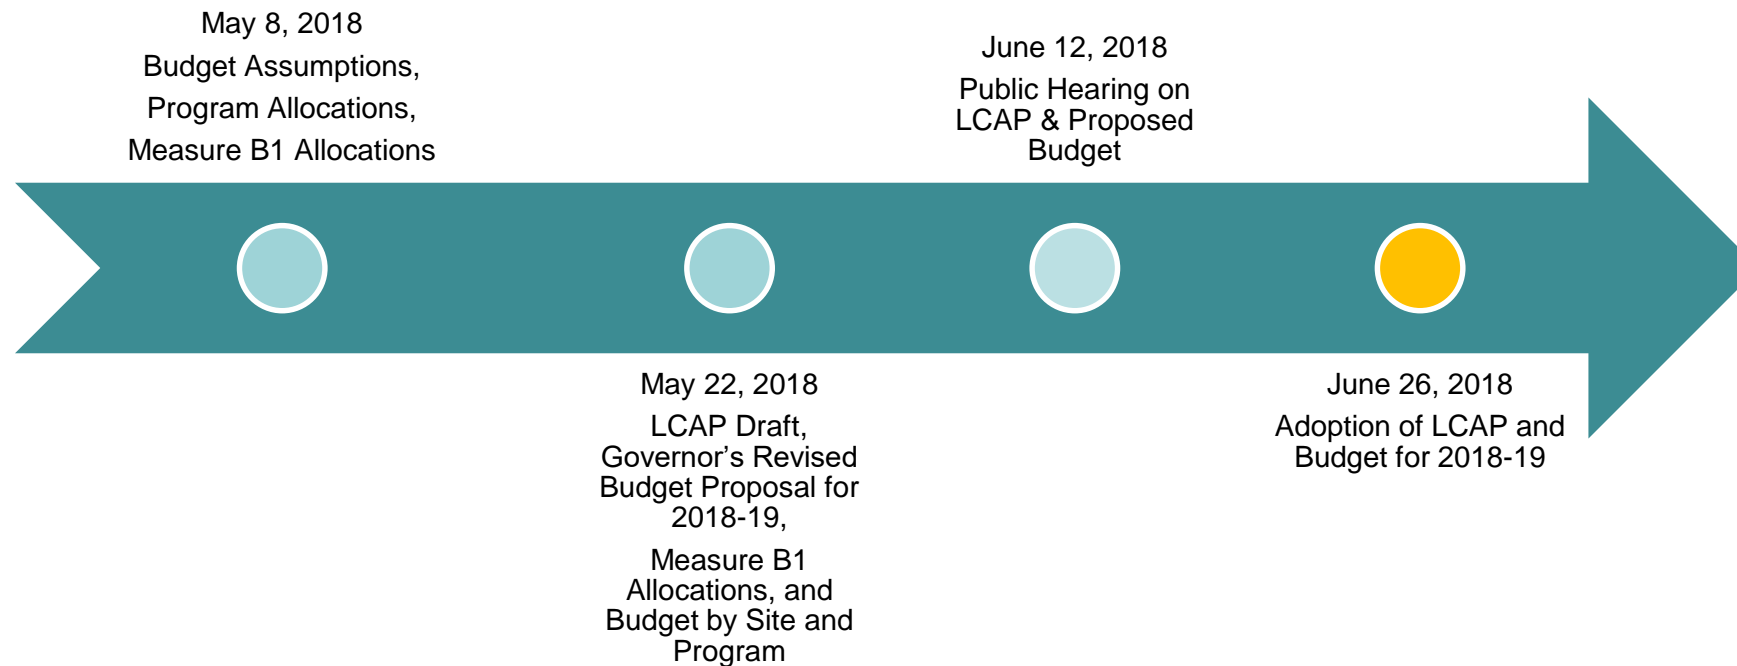 May 8, 2018
Budget Assumptions,
Program Allocations,
Measure B1 Allocations
May 22, 2018
LCAP Draft,
Governor’s Revised
Budget Proposal for
2018-19,
Measure B1
Allocations, and
Budget by Site and
Program
June 12, 2018
Public Hearing on
LCAP & Proposed
Budget
June 26, 2018
Adoption of LCAP and
Budget for 2018-19